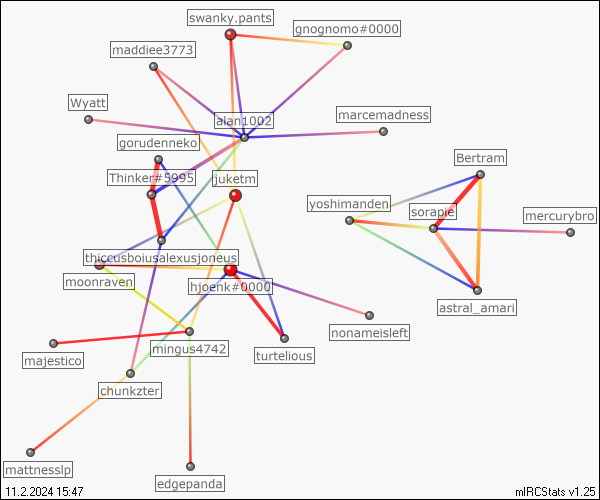 swanky.pants
gnognomo#0000
maddiee3773
Wyatt
marcemadness
alan1002
gorudenneko
Bertram
Thinker#5995
juketm
yoshimanden
sorapie
mercurybro
thiccusboiusalexusjoneus
moonraven
hjoenk#0000
astral_amari
nonameisleft
majestico
mingus4742
turtelious
chunkzter
mattnesslp
edgepanda
11.2.2024 15:47
mIRCStats v1.25